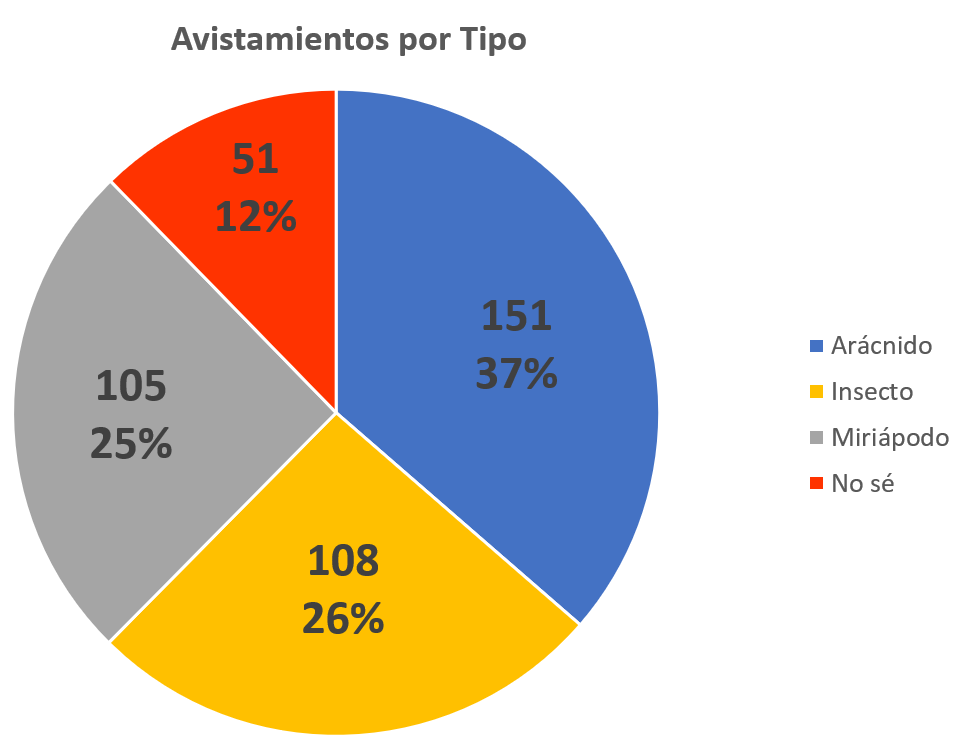 Avistamientos por Tipo
51
12%
151
37%
105
25%
108
26%
Arácnido
Insecto
Miriápodo
No sé